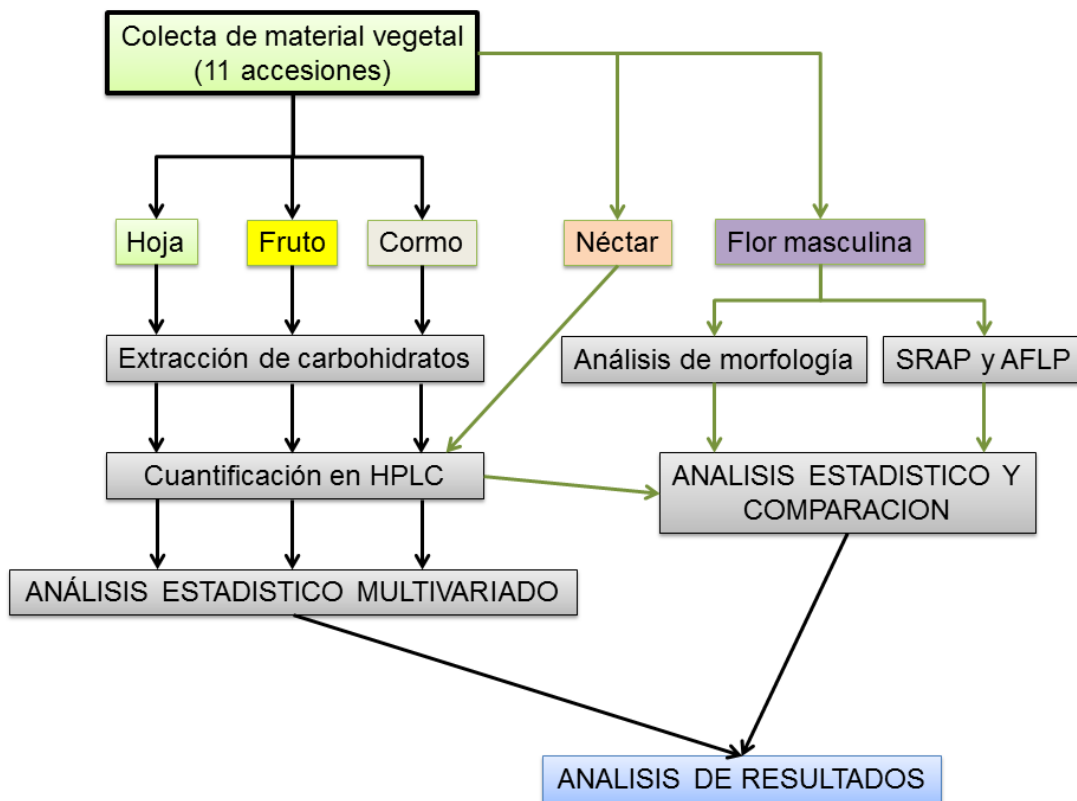 Colecta de material vegetal
(11 accesiones)
Hoja
Fruto
Cormo
Néctar
Flor masculina
Extracción de carbohidratos
Análisis de morfología
SRAP y AFLP
Cuantificación en HPLC
ANALISIS ESTADISTICO Y
COMPARACION
ANÁLISIS ESTADISTICO MULTIVARIADO
ANALISIS DE RESULTADOS